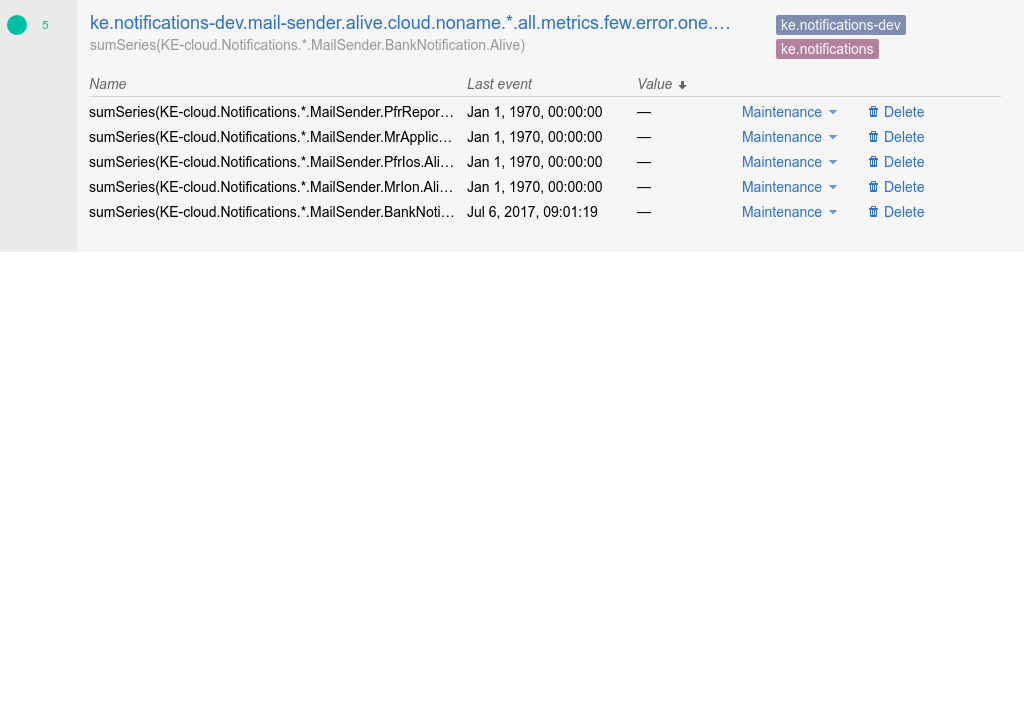 5
ke.notifications-dev.mail-sender.alive.cloud.noname.*.all.metrics.few.error.one.…
ke.notifications-dev
sumSeries(KE-cloud.Notifications.*.MailSender.BankNotification.Alive)
ke.notifications
Name Last event Value
sumSeries(KE-cloud.Notifications.*.MailSender.PfrRepor… Jan 1, 1970, 00:00:00 — Maintenance Delete
sumSeries(KE-cloud.Notifications.*.MailSender.MrApplic… Jan 1, 1970, 00:00:00 — Maintenance Delete
sumSeries(KE-cloud.Notifications.*.MailSender.PfrIos.Ali… Jan 1, 1970, 00:00:00 — Maintenance Delete
sumSeries(KE-cloud.Notifications.*.MailSender.MrIon.Ali… Jan 1, 1970, 00:00:00 — Maintenance Delete
sumSeries(KE-cloud.Notifications.*.MailSender.BankNoti… Jul 6, 2017, 09:01:19 — Maintenance Delete